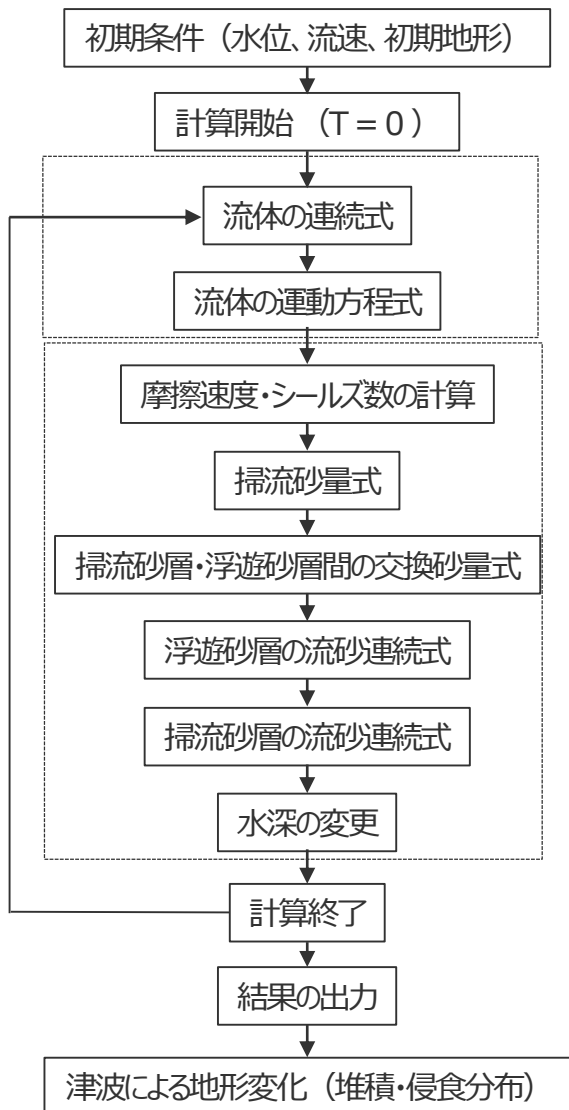 初期条件（水位、流速、初期地形）
計算開始 （T＝0）
流体の連続式
流体の運動方程式
摩擦速度・シールズ数の計算
掃流砂量式
掃流砂層・浮遊砂層間の交換砂量式
浮遊砂層の流砂連続式
掃流砂層の流砂連続式
水深の変更
計算終了
結果の出力
津波による地形変化（堆積・侵食分布）